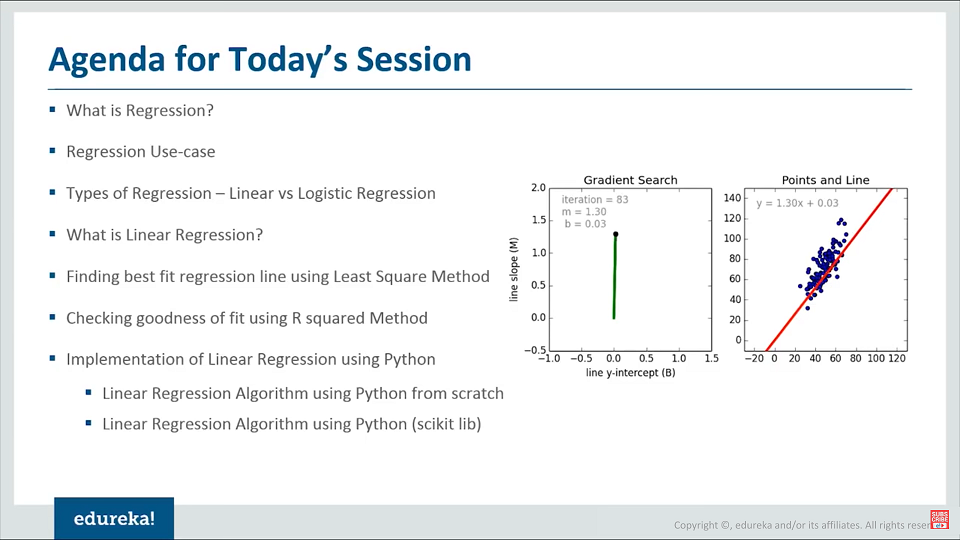 Agenda for Today's Session
What is Regression?
Regression Use-case
Types of Regression – Linear vs Logistic Regression
What is Linear Regression?
Finding best fit regression line using Least Square Method
Checking goodness of fit using R squared Method
Implementation of Linear Regression using Python
Linear Regression Algorithm using Python from scratch
Linear Regression Algorithm using Python (scikit lib)
Gradient Search
iteration = 83
m = 1.30
b = 0.03
2.0
1.5
1.0
0.5
0.0
−0.5
line slope (M)
−1.0 −0.5 0.0 0.5 1.0 1.5
line y-intercept (B)
Points and Line
y = 1.30x + 0.03
140
120
100
80
60
40
20
0
−20 0 20 40 60 80 100 120
edureka!
Copyright ©, edureka and/or its affiliates. All rights
SUBS
CRIBE